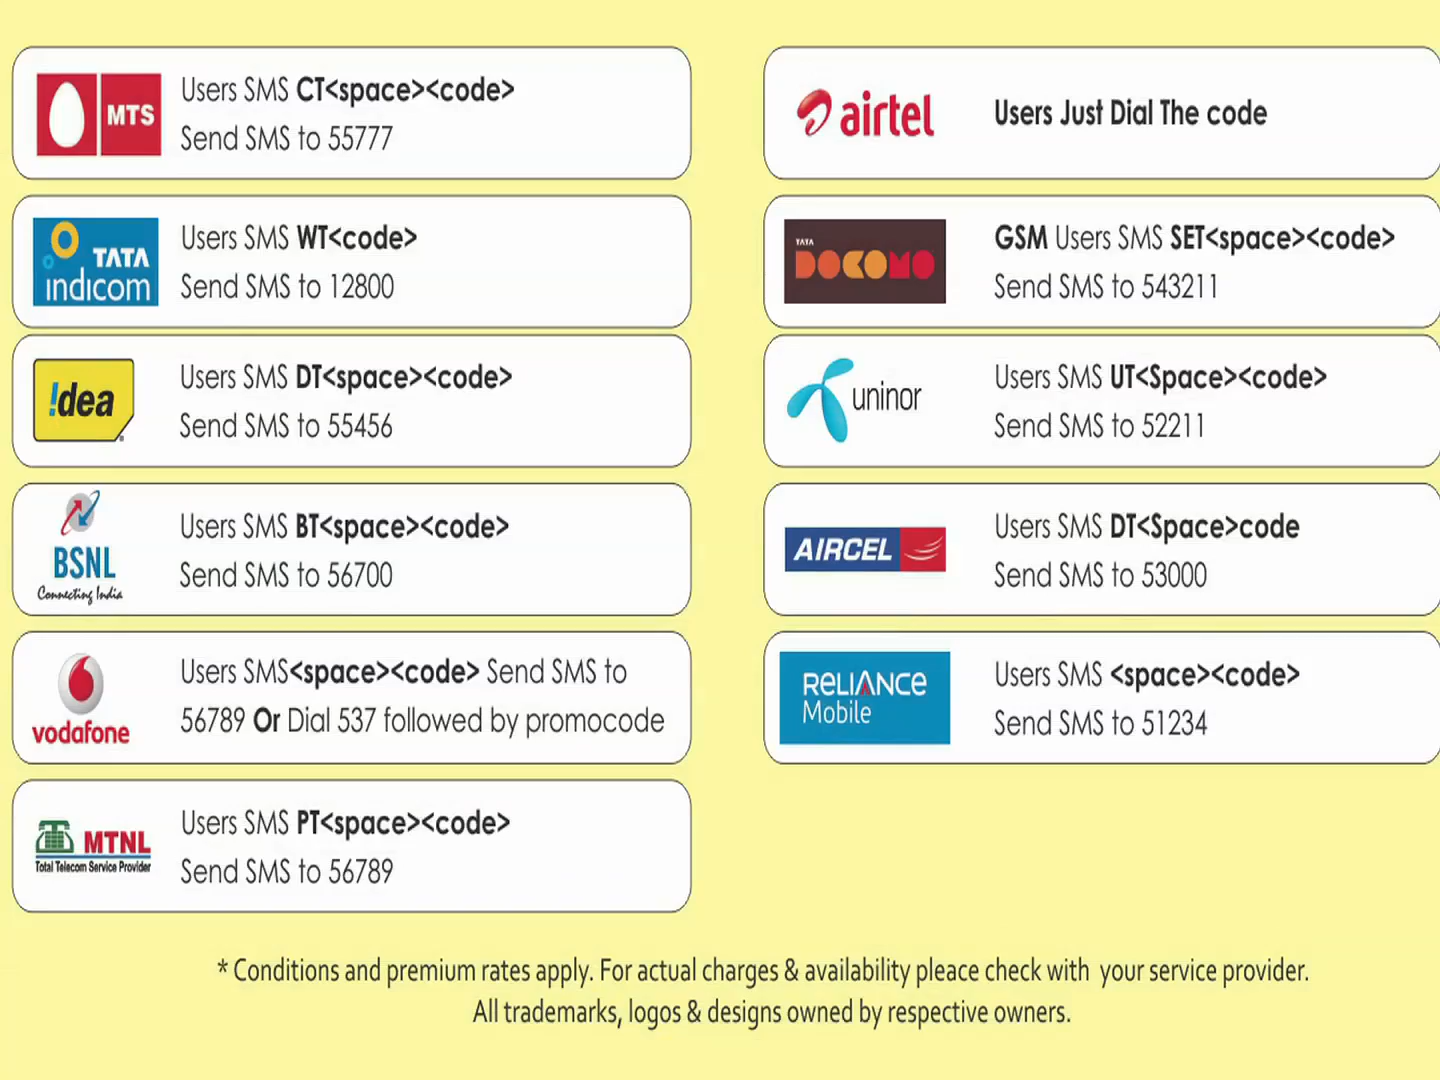 MTS
Users SMS CT<space><code>
Send SMS to 55777
TATA
indicom
Users SMS WT<code>
Send SMS to 12800
!dea
Users SMS DT<space><code>
Send SMS to 55456
BSNL
Connecting India
Users SMS BT<space><code>
Send SMS to 56700
vodafone
Users SMS<space><code> Send SMS to
56789 Or Dial 537 followed by promocode
MTNL
Total Telecom Service Provider
Users SMS PT<space><code>
Send SMS to 56789
airtel
Users Just Dial The code
TATA
DOCOMO
GSM Users SMS SET<space><code>
Send SMS to 543211
uninor
Users SMS UT<Space><code>
Send SMS to 52211
AIRCEL
Users SMS DT<Space>code
Send SMS to 53000
RELIANCe
Mobile
Users SMS <space><code>
Send SMS to 51234
* Conditions and premium rates apply. For actual charges & availability pleace check with your service provider.
All trademarks, logos & designs owned by respective owners.